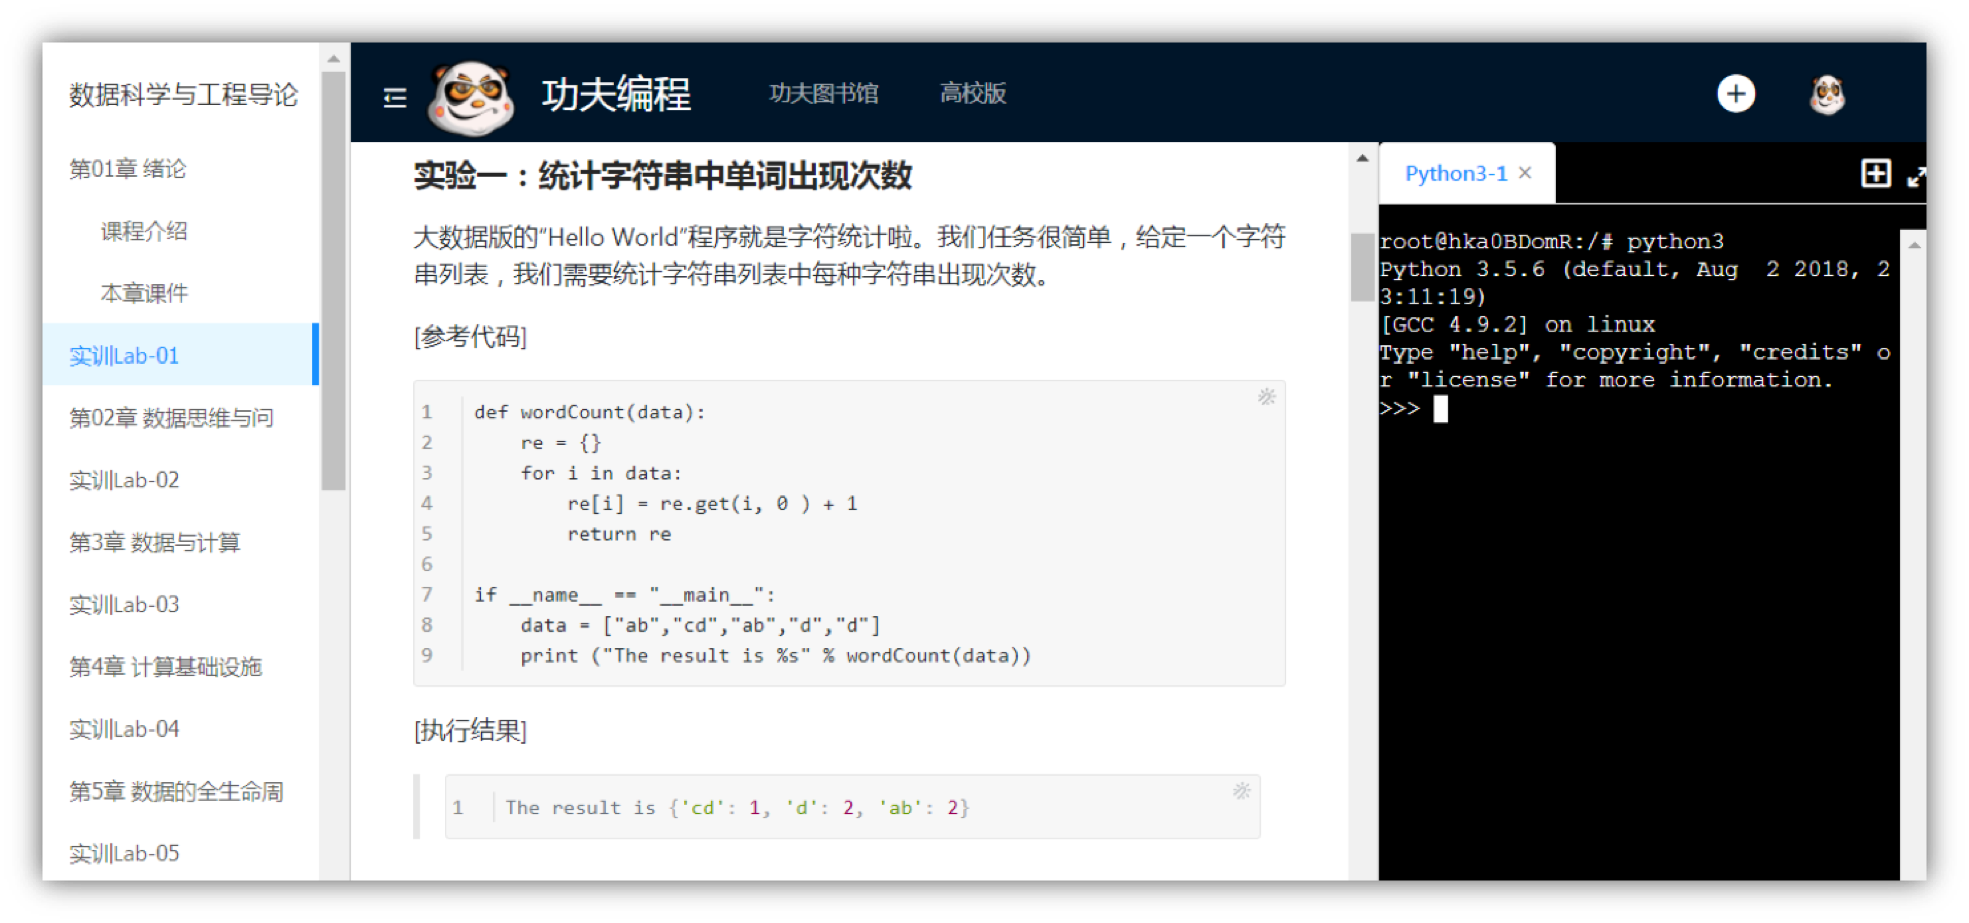 数据科学与工程导论
第01章 绪论
课程介绍
本章课件
实训Lab-01
第02章 数据思维与问
实训Lab-02
第3章 数据与计算
实训Lab-03
第4章 计算基础设施
实训Lab-04
第5章 数据的全生命周
实训Lab-05
功夫编程 功夫图书馆 高校版
实验一：统计字符串中单词出现次数
大数据版的“Hello World”程序就是字符统计啦。我们任务很简单，给定一个字符
串列表，我们需要统计字符串列表中每种字符串出现次数。
[参考代码]
1 def wordCount(data):
2     re = {}
3     for i in data:
4         re[i] = re.get(i, 0 ) + 1
5         return re
6
7 if __name__ == "__main__":
8     data = ["ab","cd","ab","d","d"]
9     print ("The result is %s" % wordCount(data))
[执行结果]
1 The result is {'cd': 1, 'd': 2, 'ab': 2}
Python3-1 ×
root@hka0BDomR:/# python3
Python 3.5.6 (default, Aug  2 2018, 2
3:11:19)
[GCC 4.9.2] on linux
Type "help", "copyright", "credits" o
r "license" for more information.
>>>